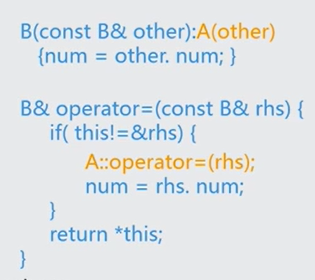 B(const B& other):A(other)
{num = other. num; }
B& operator=(const B& rhs) {
if( this!=&rhs) {
A::operator=(rhs);
num = rhs. num;
}
return *this;
}